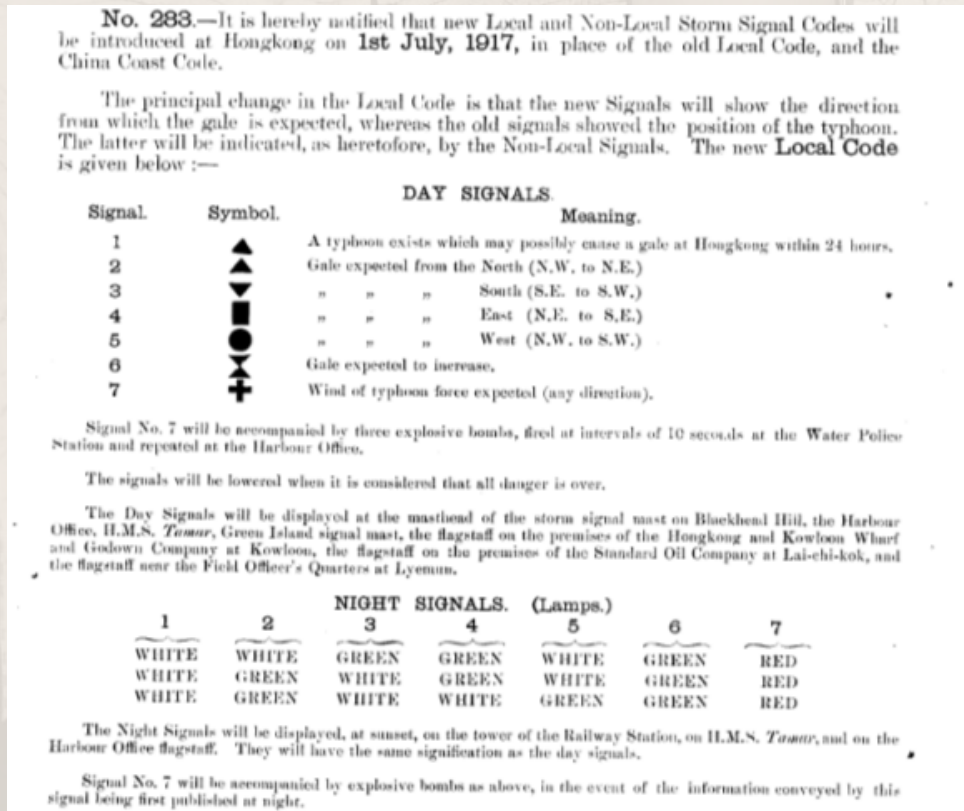 No. 283.—It is hereby notified that new Local and Non-Local Storm Signal Codes will
be introduced at Hongkong on 1st July, 1917, in place of the old Local Code, and the
China Coast Code.
The principal change in the Local Code is that the new Signals will show the direction
from which the gale is expected, whereas the old signals showed the position of the typhoon.
The latter will be indicated, as heretofore, by the Non-Local Signals. The new Local Code
is given below :—
DAY SIGNALS.
Signal. Symbol. Meaning.
1 A typhoon exists which may possibly cause a gale at Hongkong within 24 hours.
2 Gale expected from the North (N.W. to N.E.)
3 " " " South (S.E. to S.W.)
4 " " " East (N.E. to S.E.)
5 " " " West (N.W. to S.W.)
6 Gale expected to increase.
7 Wind of typhoon force expected (any direction).
Signal No. 7 will be accompanied by three explosive bombs, fired at intervals of 10 seconds at the Water Police
Station and repeated at the Harbour Office.
The signals will be lowered when it is considered that all danger is over.
The Day Signals will be displayed at the masthead of the storm signal mast on Blackhead Hill, the Harbour
Office, H.M.S. Tamar, Green Island signal mast, the flagstaff on the premises of the Hongkong and Kowloon Wharf
and Godown Company at Kowloon, the flagstaff on the premises of the Standard Oil Company at Lai-chi-kok, and
the flagstaff near the Field Officer's Quarters at Lyemun.
NIGHT SIGNALS. (Lamps.)
1 2 3 4 5 6 7
WHITE WHITE GREEN GREEN WHITE GREEN RED
WHITE GREEN WHITE GREEN WHITE GREEN RED
WHITE GREEN WHITE WHITE GREEN GREEN RED
The Night Signals will be displayed, at sunset, on the tower of the Railway Station, on H.M.S. Tamar, and on the
Harbour Office flagstaff. They will have the same signification as the day signals.
Signal No. 7 will be accompanied by explosive bombs as above, in the event of the information conveyed by this
signal being first published at night.